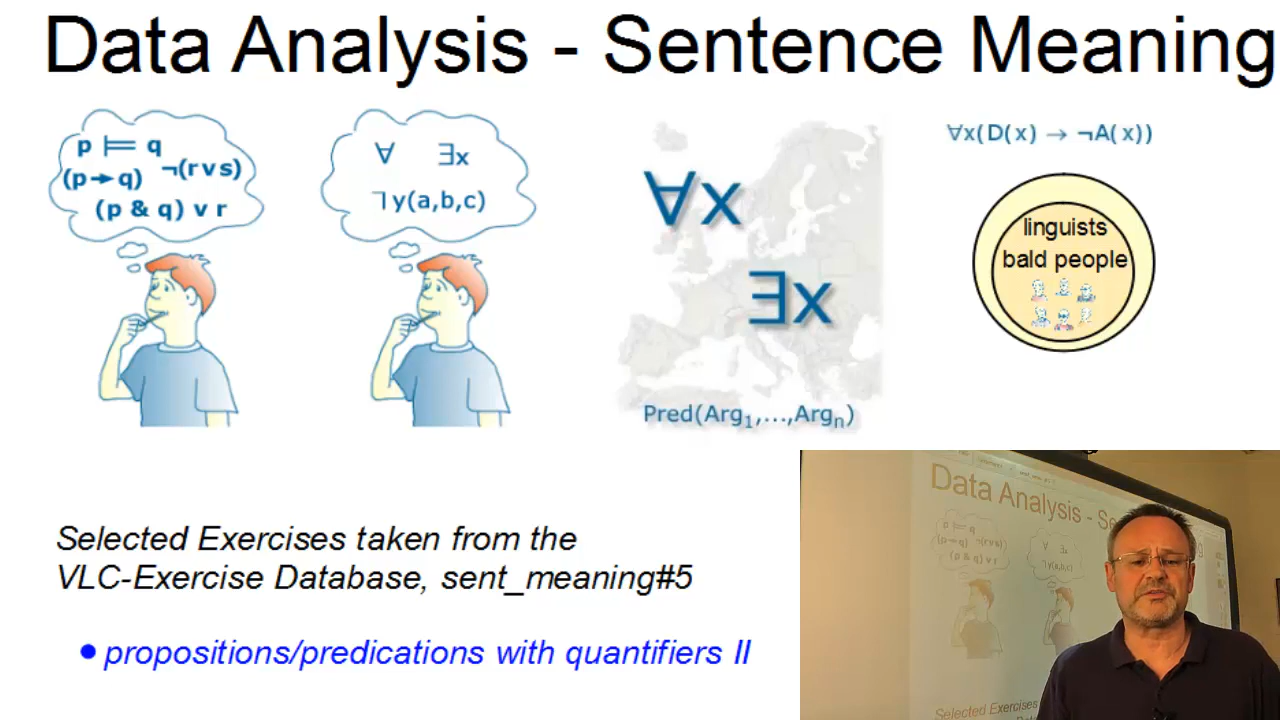 Data Analysis - Sentence Meaning
p ⊨ q
(p→q) ¬(r v s)
(p & q) v r
∀ ∃x
┐y(a,b,c)
∀x
∃x
Pred(Arg₁,...,Argₙ)
∀x(D(x) → ¬A(x))
linguists
bald people
Selected Exercises taken from the
VLC-Exercise Database, sent_meaning#5
• propositions/predications with quantifiers II
Data Analysis - Se
Selected Exercises